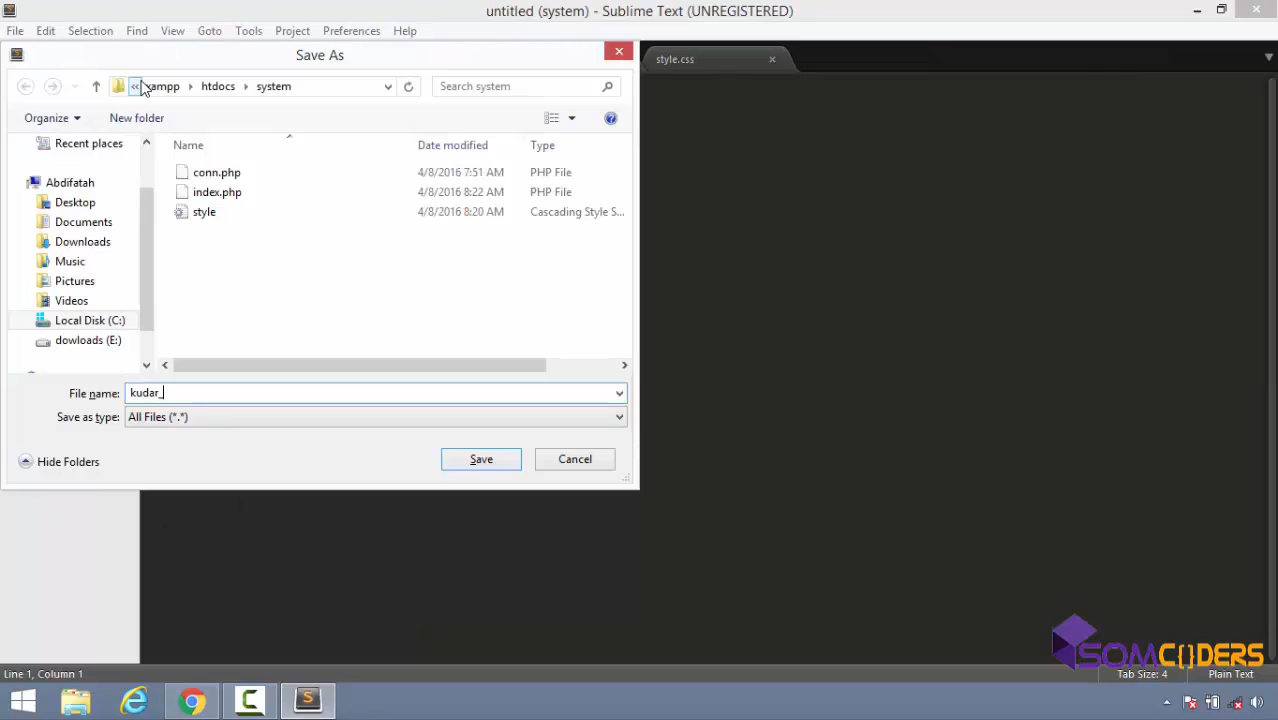 untitled (system) - Sublime Text (UNREGISTERED)
File Edit Selection Find View Goto Tools Project Preferences Help
Save As
style.css
xampp htdocs system
Search system
Organize New folder
Name Date modified Type
Recent places
Abdifatah
Desktop
Documents
Downloads
Music
Pictures
Videos
Local Disk (C:)
dowloads (E:)
conn.php 4/8/2016 7:51 AM PHP File
index.php 4/8/2016 8:22 AM PHP File
style 4/8/2016 8:20 AM Cascading Style S...
File name: kudar_
Save as type: All Files (*.*)
Hide Folders
Save Cancel
SOMC{}DERS
Line 1, Column 1
Tab Size: 4 Plain Text